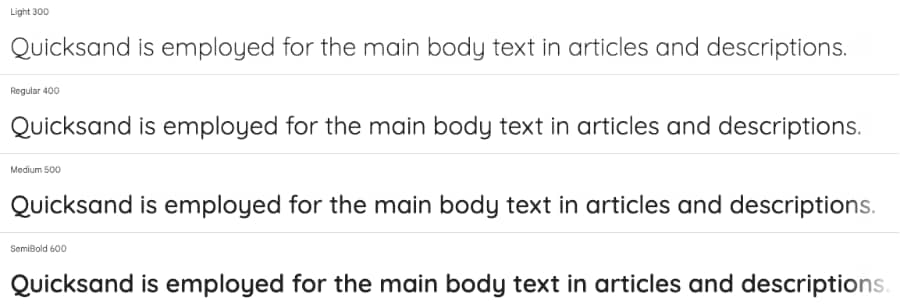 Light 300
Quicksand is employed for the main body text in articles and descriptions.
Regular 400
Quicksand is employed for the main body text in articles and descriptions.
Medium 500
Quicksand is employed for the main body text in articles and descriptions.
SemiBold 600
Quicksand is employed for the main body text in articles and descriptions.